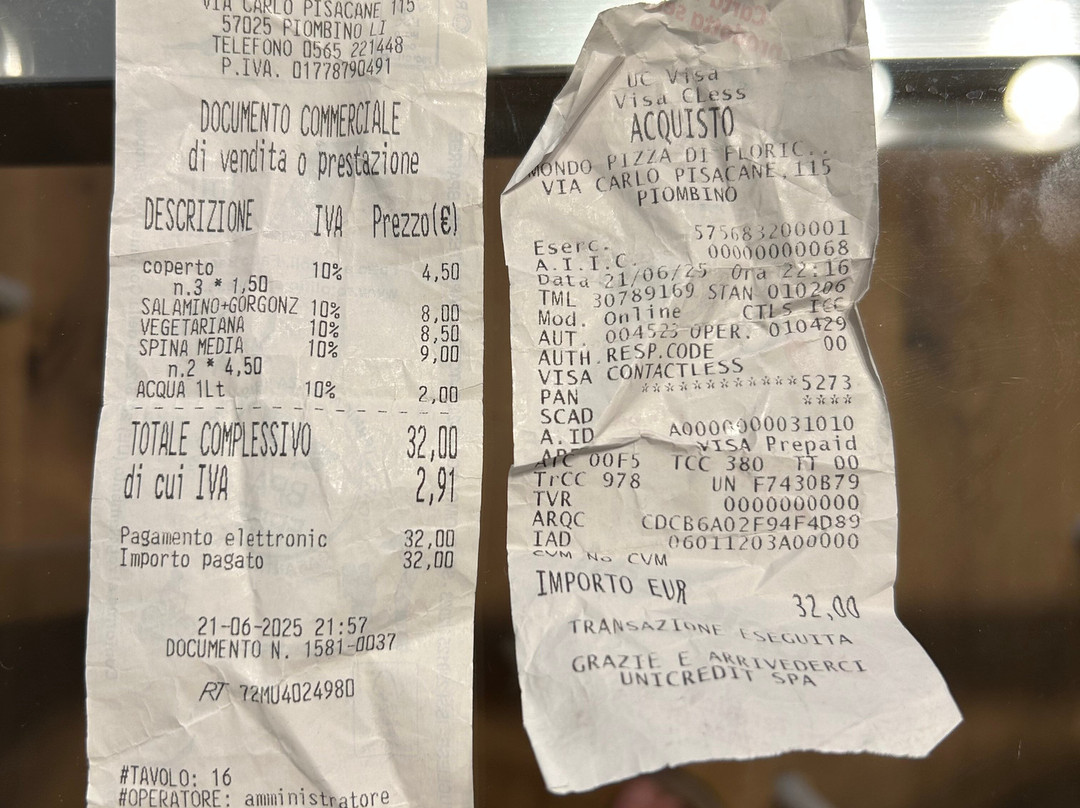 VIA CARLO PISACANE 115
57025 PIOMBINO LI
TELEFONO 0565 221448
P.IVA. 01778790491
DOCUMENTO COMMERCIALE
di vendita o prestazione
DESCRIZIONE IVA Prezzo(€)
coperto 10% 4,50
n.3 * 1,50
SALAMINO+GORGONZ 10% 8,00
VEGETARIANA 10% 8,50
SPINA MEDIA 10% 9,00
n.2 * 4,50
ACQUA 1Lt 10% 2,00
TOTALE COMPLESSIVO 32,00
di cui IVA 2,91
Pagamento elettronic 32,00
Importo pagato 32,00
21-06-2025 21:57
DOCUMENTO N. 1581-0037
RT 72MU4024980
#TAVOLO: 16
#OPERATORE: amministratore
UC Visa
Visa CLess
ACQUISTO
MONDO PIZZA DI FLORIC..
VIA CARLO PISACANE 115
PIOMBINO
Eserc. 575683200001
A.I.I.C. 00000000068
Data 21/06/25 Ora 22:16
TML 30789169 STAN 010206
Mod. Online CTLS ICC
AUT. 004523 OPER. 010429
AUTH.RESP.CODE 00
VISA CONTACTLESS
PAN ************5273
SCAD ****
A.ID A0000000031010
VISA Prepaid
ATC 00F5 TCC 380 TT 00
TrCC 978 UN F7430B79
TVR 0000000000
ARQC CDCB6A02F94F4D89
IAD 06011203A00000
CVM No CVM
IMPORTO EUR 32,00
TRANSAZIONE ESEGUITA
GRAZIE E ARRIVEDERCI
UNICREDIT SPA